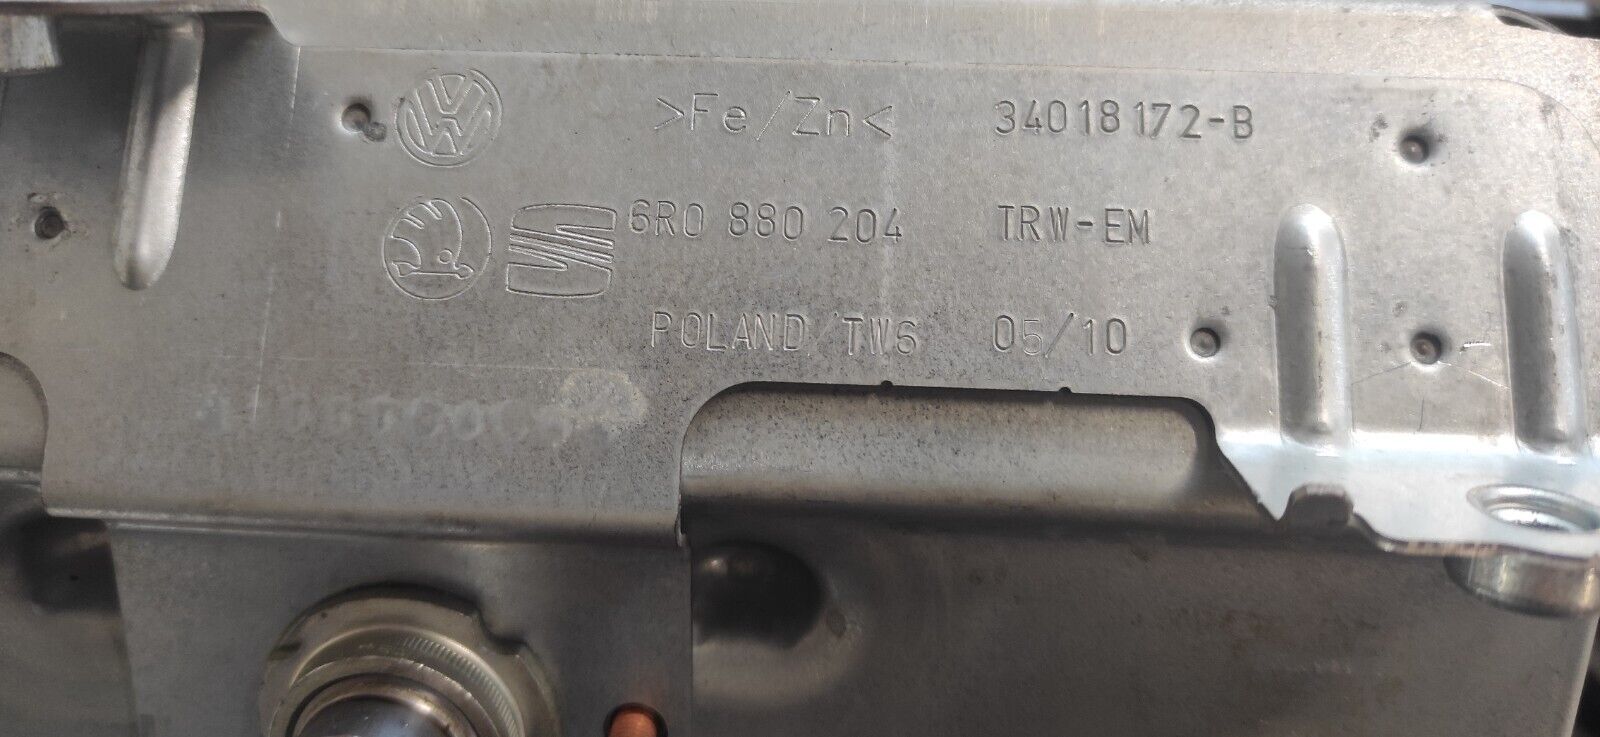 >Fe/Zn< 34018172-B
6R0 880 204 TRW-EM
POLAND/TW6 05/10